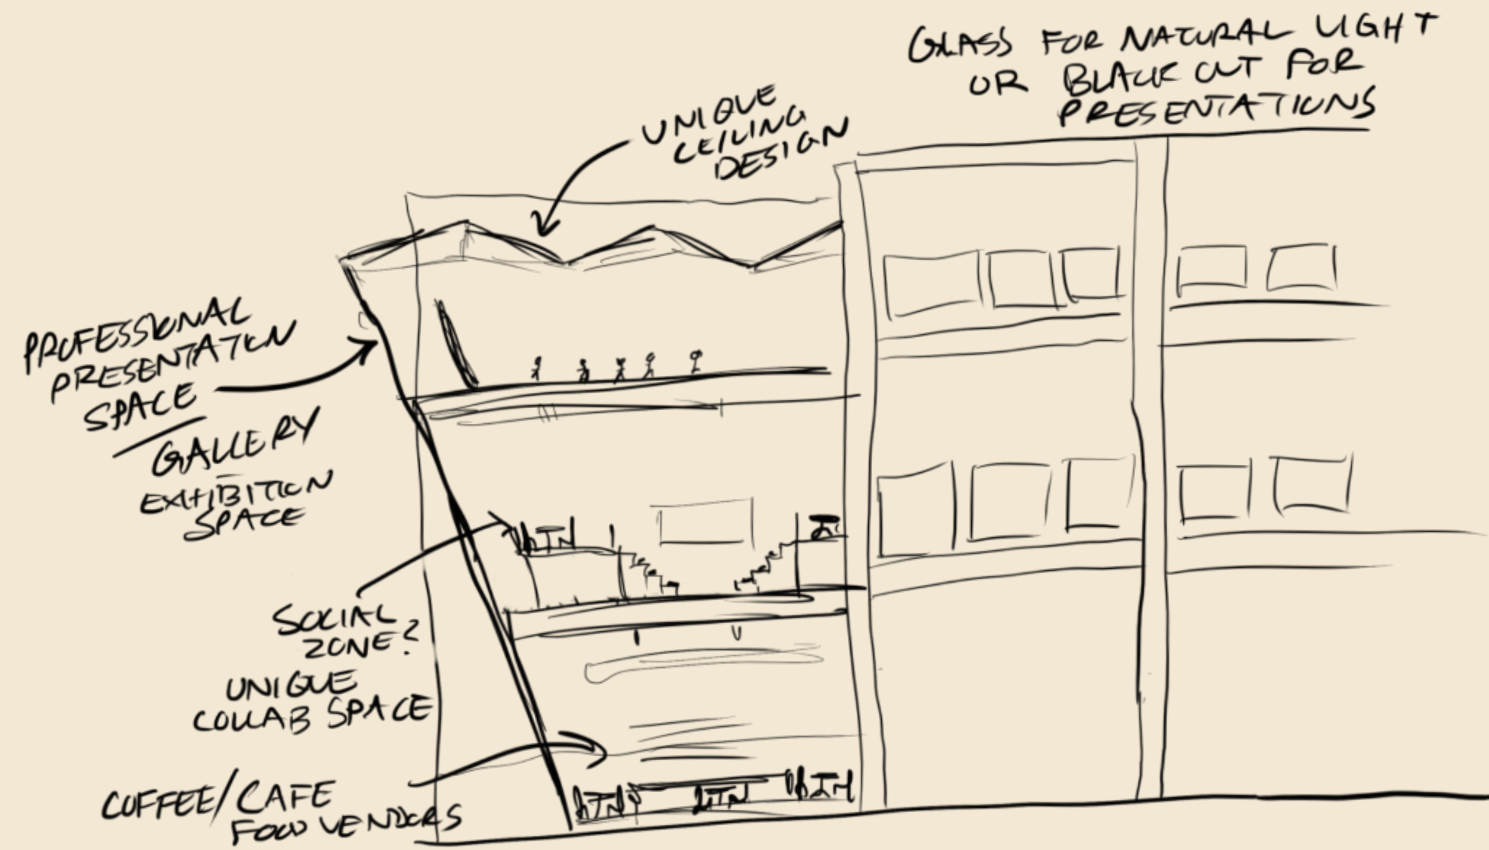 GLASS FOR NATURAL LIGHT
OR BLACK OUT FOR
PRESENTATIONS
UNIQUE
CEILING
DESIGN
PROFESSIONAL
PRESENTATION
SPACE
GALLERY
EXHIBITION
SPACE
SOCIAL
ZONE?
UNIQUE
COLLAB SPACE
COFFEE/CAFE
FOOD VENDORS